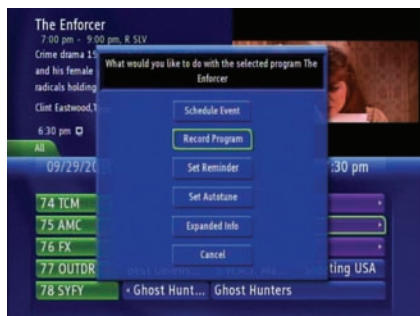 The Enforcer
7:00 pm - 9:00 pm, R SLV
Crime drama 15
and his female
radicals holding
Clint Eastwood,
6:30 pm
All
What would you like to do with the selected program The
Enforcer
Schedule Event
Record Program
Set Reminder
Set Autotune
Expanded Info
Cancel
09/29/20
:30 pm
74 TCM
75 AMC
76 FX
77 OUTDR
ting USA
78 SYFY
Ghost Hunt... Ghost Hunters